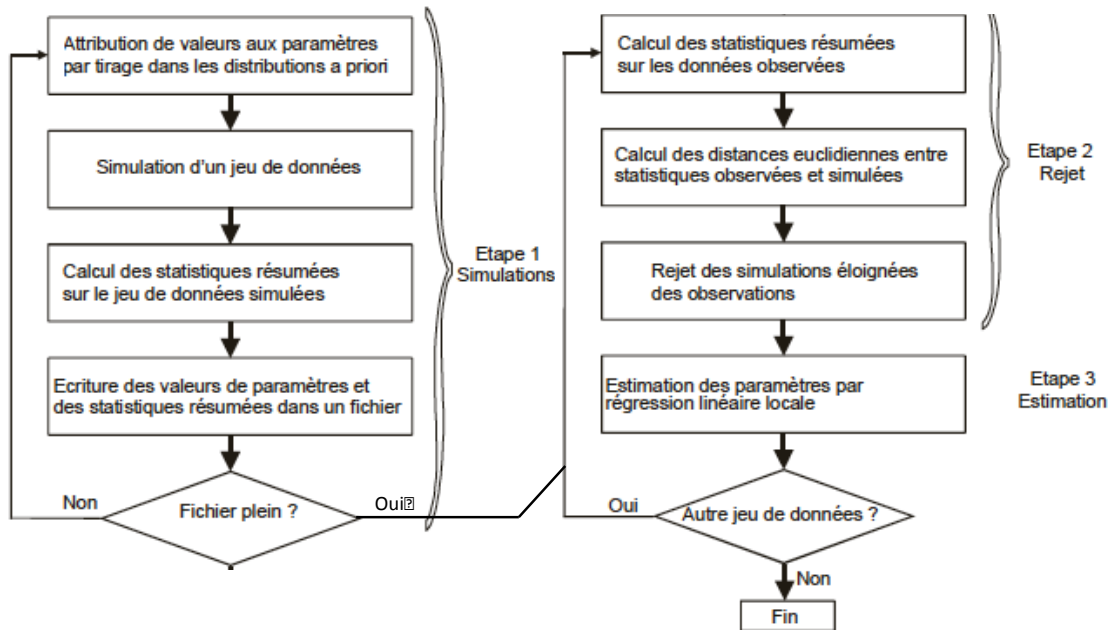 Attribution de valeurs aux paramètres
par tirage dans les distributions a priori
Simulation d'un jeu de données
Calcul des statistiques résumées
sur le jeu de données simulées
Ecriture des valeurs de paramètres et
des statistiques résumées dans un fichier
Non
Fichier plein ?
Oui
Etape 1
Simulations
Calcul des statistiques résumées
sur les données observées
Calcul des distances euclidiennes entre
statistiques observées et simulées
Rejet des simulations éloignées
des observations
Etape 2
Rejet
Estimation des paramètres par
régression linéaire locale
Etape 3
Estimation
Oui
Autre jeu de données ?
Non
Fin